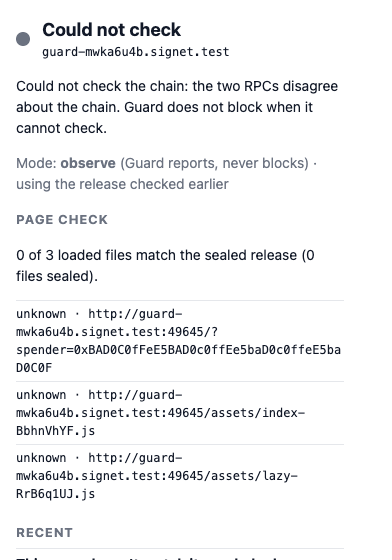 Could not check
guard-mwka6u4b.signet.test
Could not check the chain: the two RPCs disagree
about the chain. Guard does not block when it
cannot check.
Mode: observe (Guard reports, never blocks) ·
using the release checked earlier
PAGE CHECK
0 of 3 loaded files match the sealed release (0
files sealed).
unknown · http://guard-
mwka6u4b.signet.test:49645/?
spender=0xBAD0C0fFeE5BAD0c0ffEe5baD0c0ffeE5ba
D0C0F
unknown · http://guard-
mwka6u4b.signet.test:49645/assets/index-
BbhnVhYF.js
unknown · http://guard-
mwka6u4b.signet.test:49645/assets/lazy-
RrB6q1UJ.js
RECENT